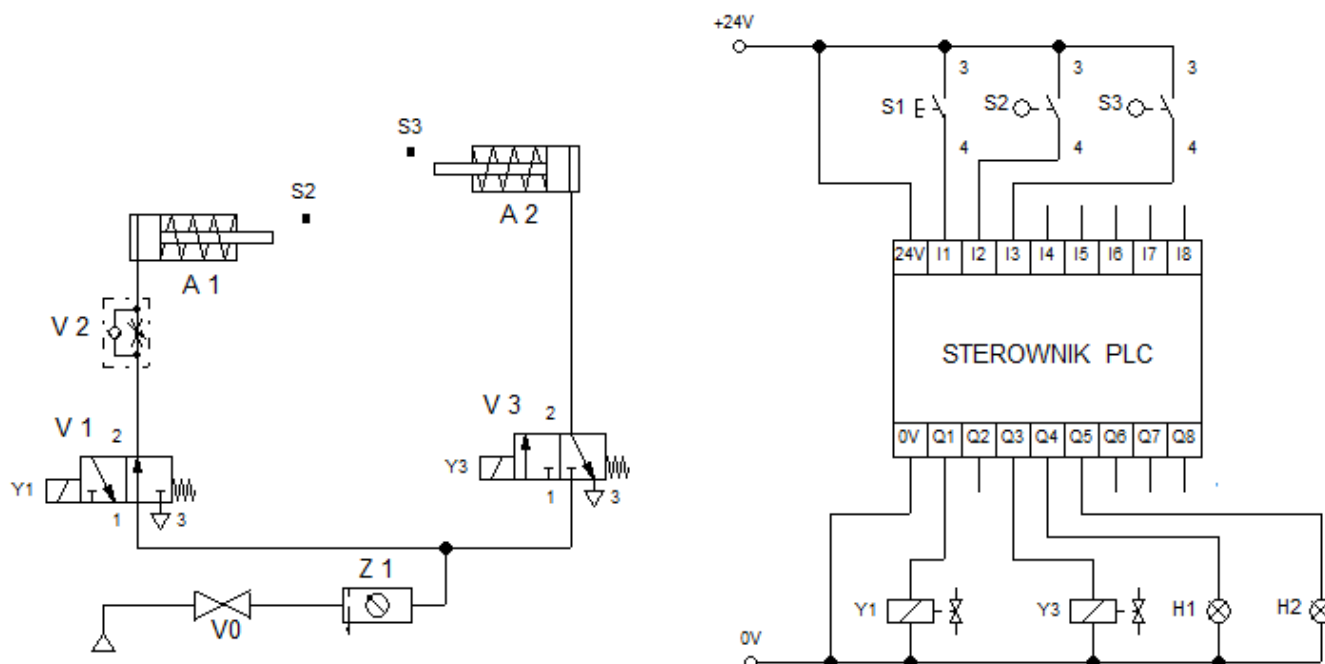 +24V
3 3 3
S1 S2 S3
4 4 4
S3
S2
A 2
A 1
24V I1 I2 I3 I4 I5 I6 I7 I8
V 2
STEROWNIK PLC
V 3
2
V 1
2
0V Q1 Q2 Q3 Q4 Q5 Q6 Q7 Q8
Y3
1 3
Y1
1 3
Z 1
V0
Y1 Y3 H1 H2
0V